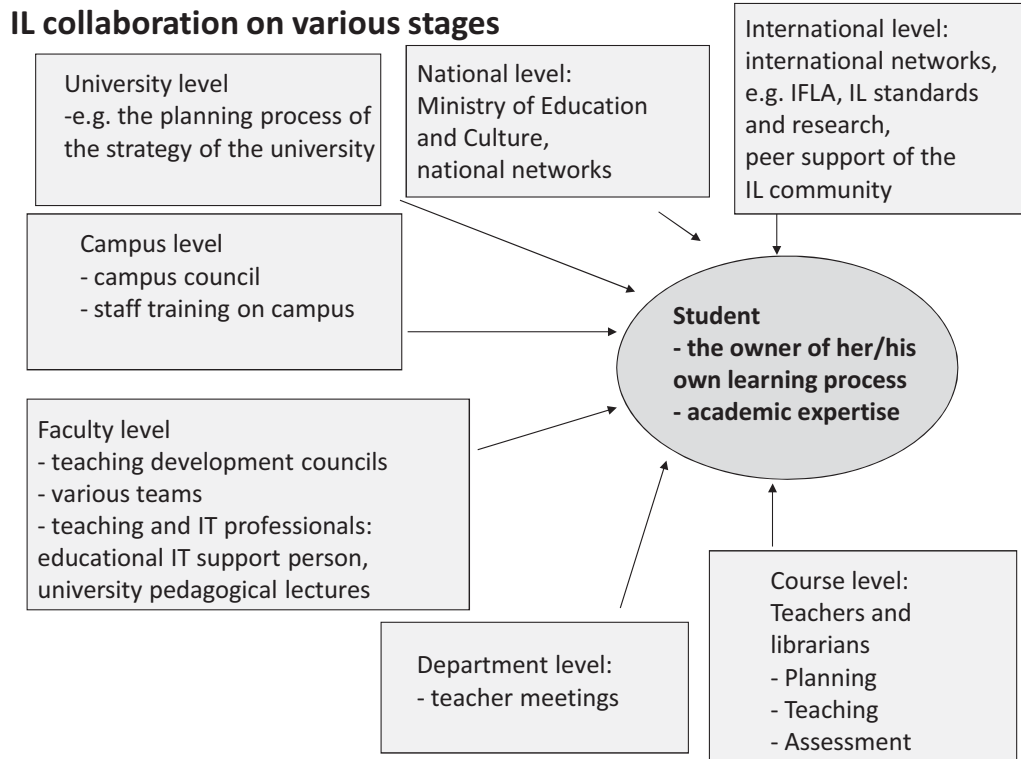 IL collaboration on various stages
University level
-e.g. the planning process of
the strategy of the university
National level:
Ministry of Education
and Culture,
national networks
International level:
international networks,
e.g. IFLA, IL standards
and research,
peer support of the
IL community
Campus level
- campus council
- staff training on campus
Student
- the owner of her/his
own learning process
- academic expertise
Faculty level
- teaching development councils
- various teams
- teaching and IT professionals:
educational IT support person,
university pedagogical lectures
Department level:
- teacher meetings
Course level:
Teachers and
librarians
- Planning
- Teaching
- Assessment